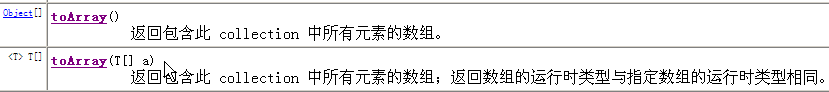 Object[] toArray()
返回包含此 collection 中所有元素的数组。
<T> T[] toArray(T[] a)
返回包含此 collection 中所有元素的数组；返回数组的运行时类型与指定数组的运行时类型相同。